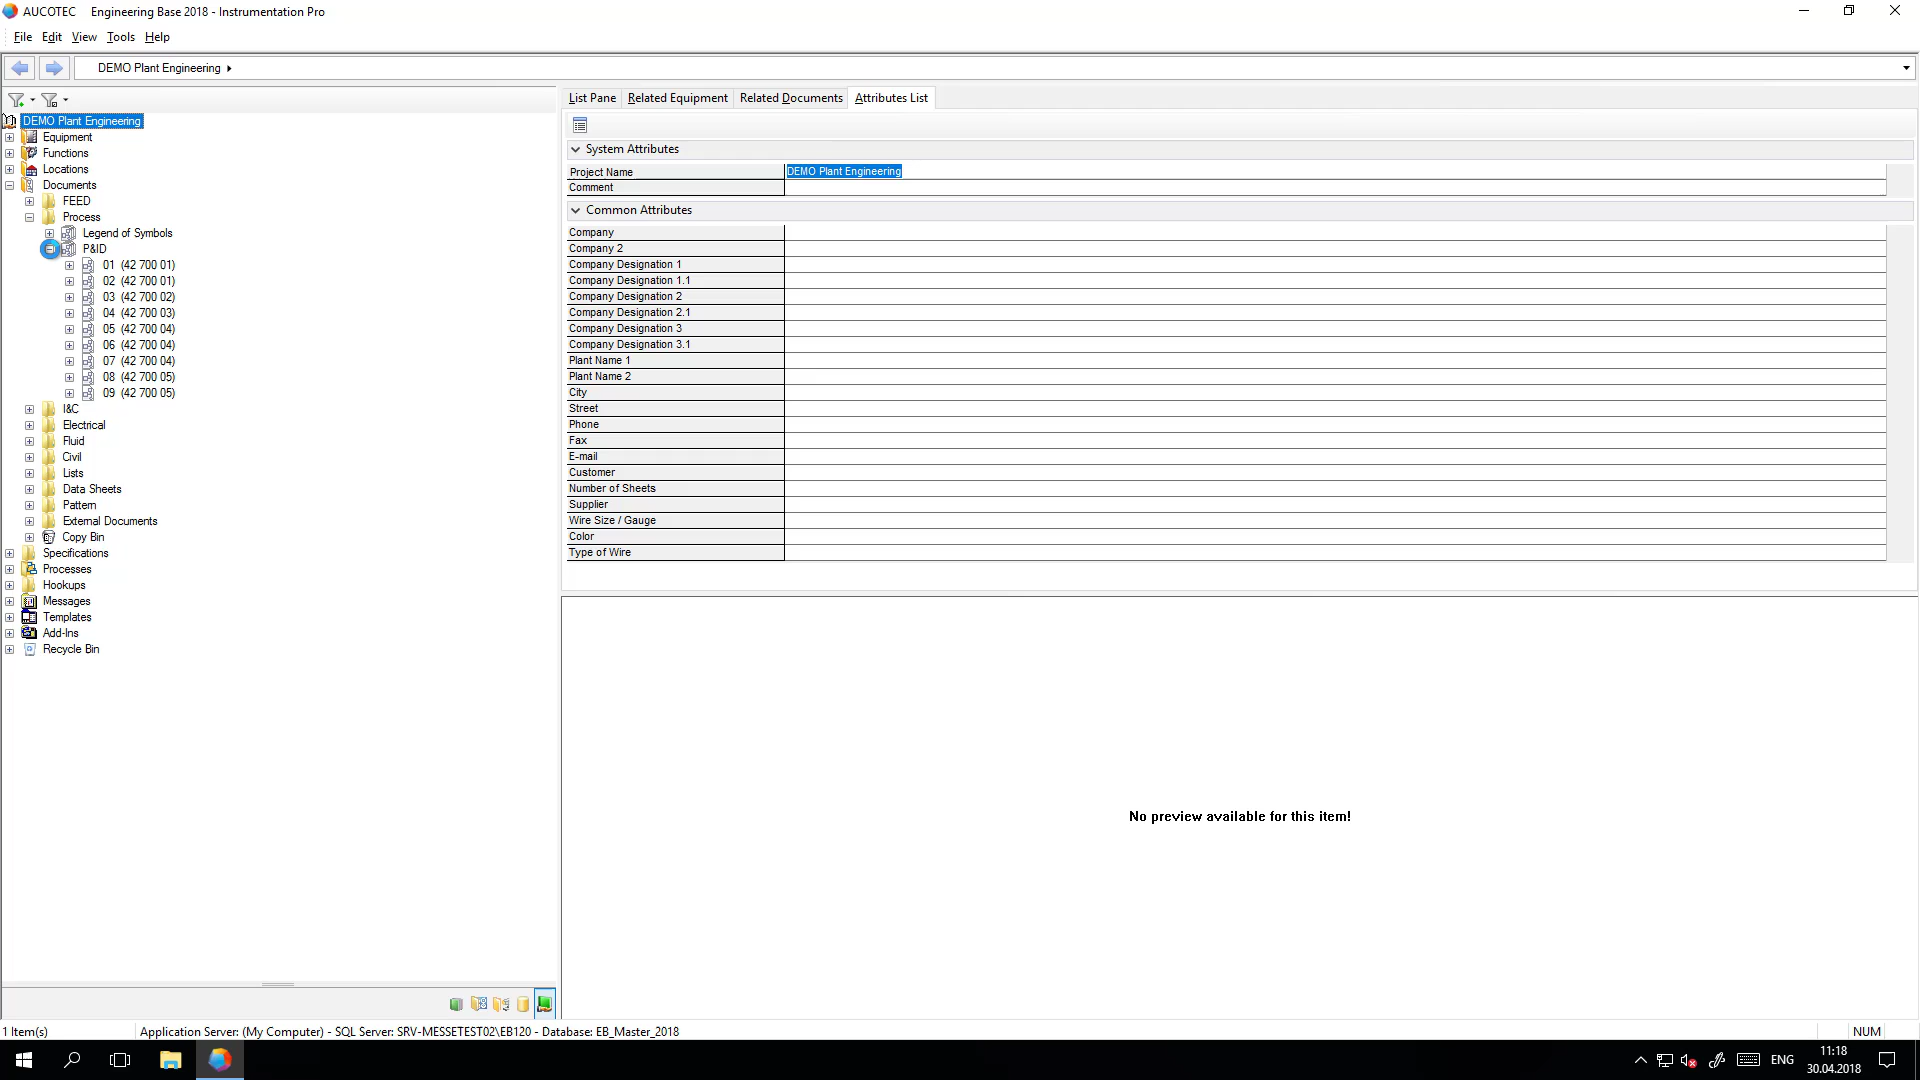 AUCOTEC Engineering Base 2018 - Instrumentation Pro
File Edit View Tools Help
DEMO Plant Engineering
List Pane Related Equipment Related Documents Attributes List
DEMO Plant Engineering
Equipment
Functions
Locations
Documents
FEED
Process
Legend of Symbols
P&ID
01 (42 700 01)
02 (42 700 01)
03 (42 700 02)
04 (42 700 03)
05 (42 700 04)
06 (42 700 04)
07 (42 700 04)
08 (42 700 05)
09 (42 700 05)
I&C
Electrical
Fluid
Civil
Lists
Data Sheets
Pattern
External Documents
Copy Bin
Specifications
Processes
Hookups
Messages
Templates
Add-Ins
Recycle Bin
System Attributes
Project Name DEMO Plant Engineering
Comment
Common Attributes
Company
Company 2
Company Designation 1
Company Designation 1.1
Company Designation 2
Company Designation 2.1
Company Designation 3
Company Designation 3.1
Plant Name 1
Plant Name 2
City
Street
Phone
Fax
E-mail
Customer
Number of Sheets
Supplier
Wire Size / Gauge
Color
Type of Wire
No preview available for this item!
1 Item(s) Application Server: (My Computer) - SQL Server: SRV-MESSETEST02\EB120 - Database: EB_Master_2018 NUM
ENG 11:18
30.04.2018